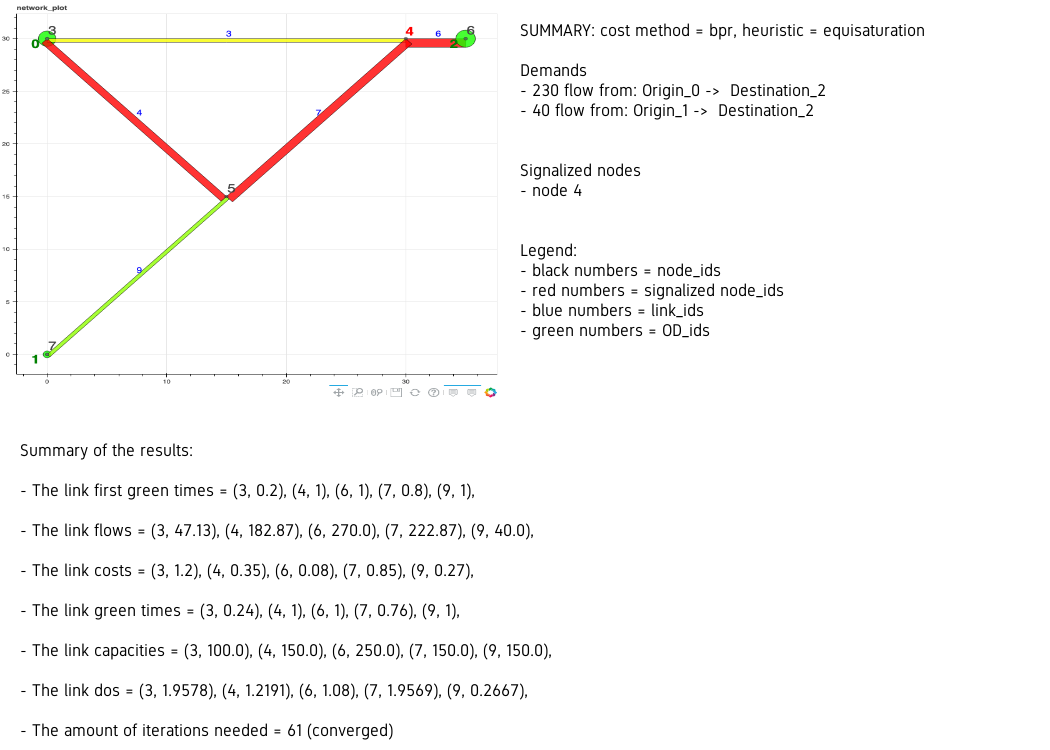 network_plot
3
0
3
4
6
6
2
30
25
4
7
20
5
15
10
9
5
7
1
0
0
10
20
30
SUMMARY: cost method = bpr, heuristic = equisaturation
Demands
- 230 flow from: Origin_0 -> Destination_2
- 40 flow from: Origin_1 -> Destination_2
Signalized nodes
- node 4
Legend:
- black numbers = node_ids
- red numbers = signalized node_ids
- blue numbers = link_ids
- green numbers = OD_ids
Summary of the results:
- The link first green times = (3, 0.2), (4, 1), (6, 1), (7, 0.8), (9, 1),
- The link flows = (3, 47.13), (4, 182.87), (6, 270.0), (7, 222.87), (9, 40.0),
- The link costs = (3, 1.2), (4, 0.35), (6, 0.08), (7, 0.85), (9, 0.27),
- The link green times = (3, 0.24), (4, 1), (6, 1), (7, 0.76), (9, 1),
- The link capacities = (3, 100.0), (4, 150.0), (6, 250.0), (7, 150.0), (9, 150.0),
- The link dos = (3, 1.9578), (4, 1.2191), (6, 1.08), (7, 1.9569), (9, 0.2667),
- The amount of iterations needed = 61 (converged)